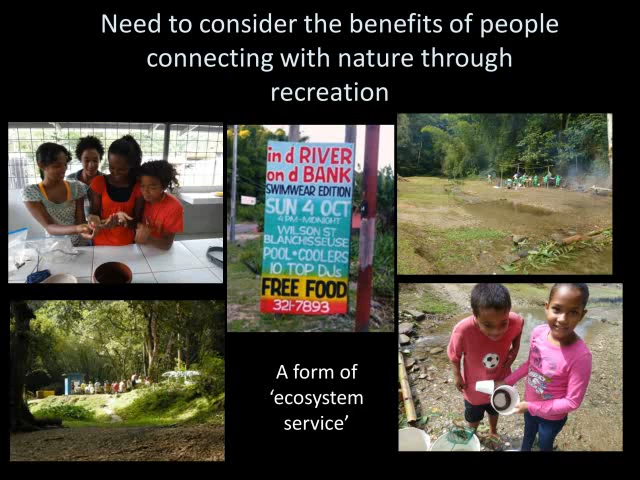 Need to consider the benefits of people
connecting with nature through
recreation
in d RIVER
on d BANK
SWIMWEAR EDITION
SUN 4 OCT
4 PM-MIDNIGHT
WILSON ST
BLANCHISSEUSE
POOL•COOLERS
10 TOP DJs
FREE FOOD
321-7893
A form of
‘ecosystem
service’